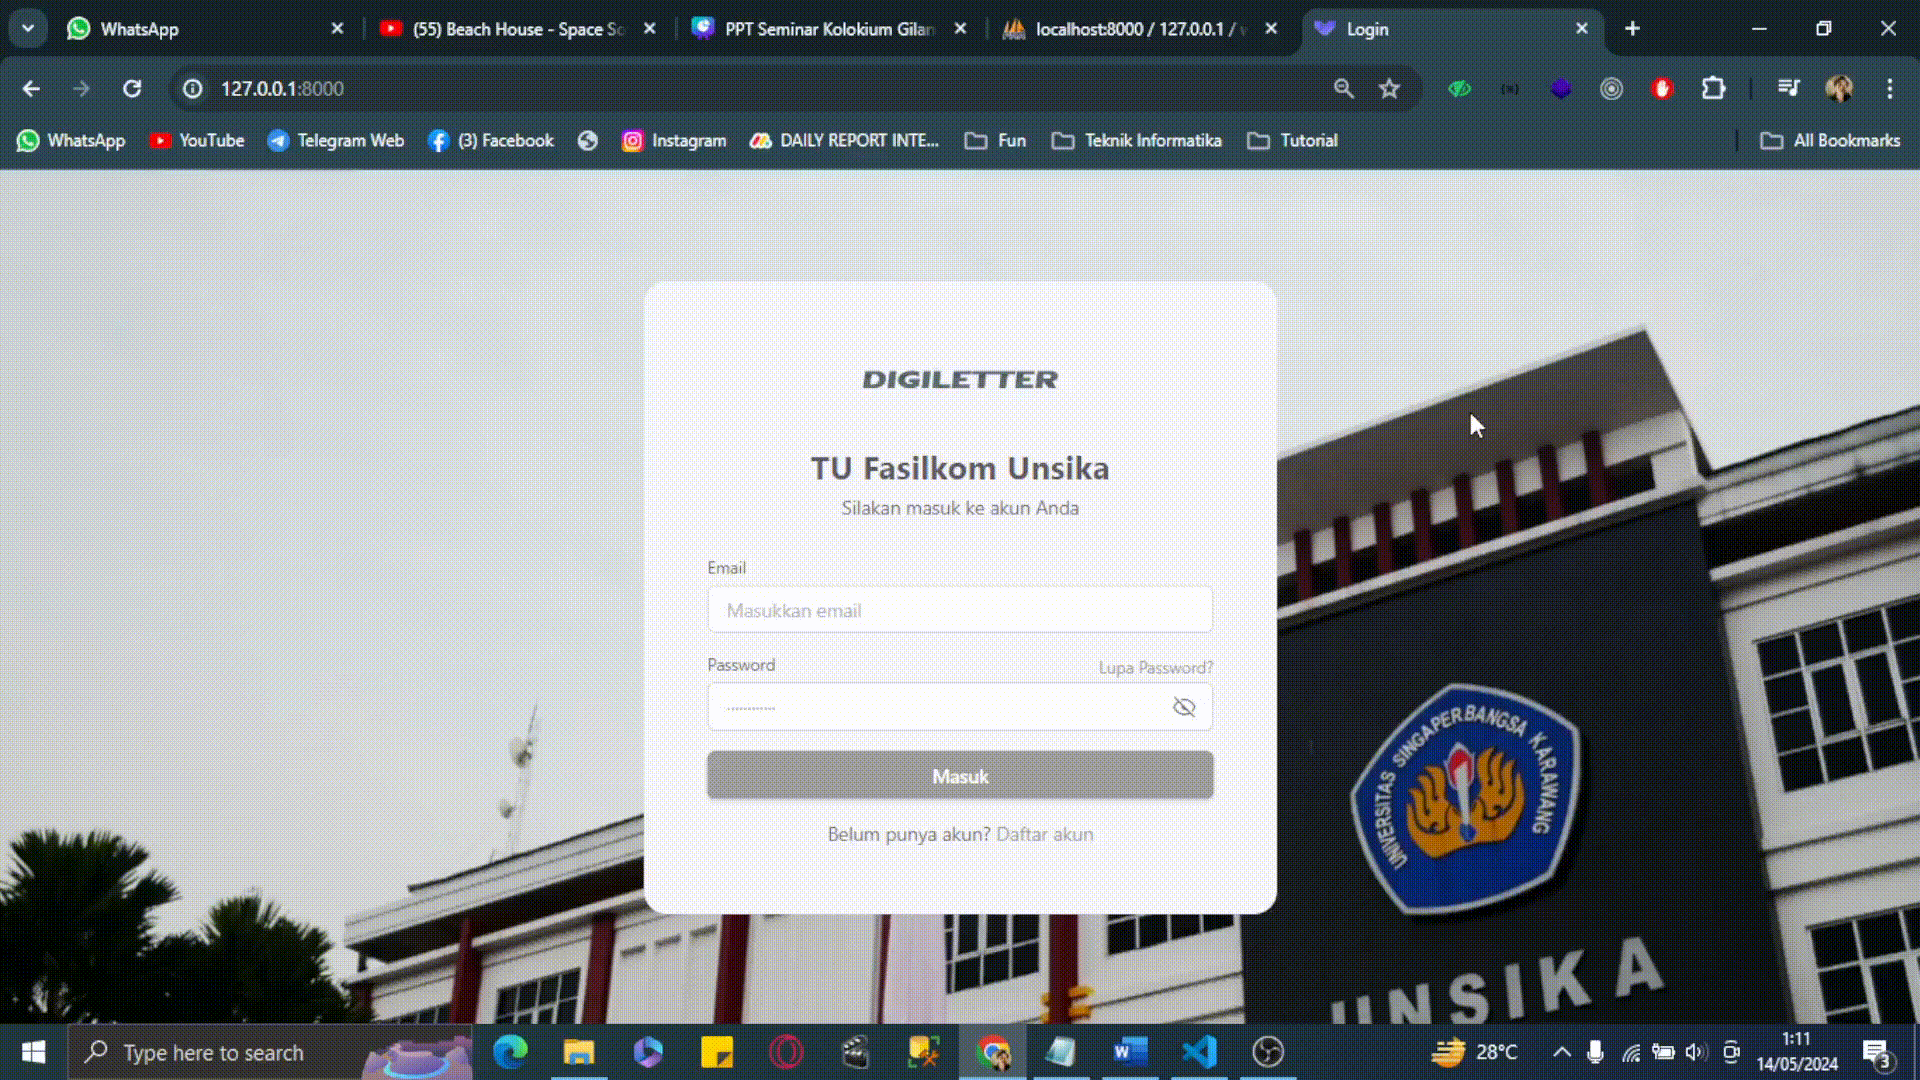 WhatsApp
(55) Beach House - Space So
PPT Seminar Kolokium Gilan
localhost:8000 / 127.0.0.1 /
Login
127.0.0.1:8000
WhatsApp
YouTube
Telegram Web
(3) Facebook
Instagram
DAILY REPORT INTE...
Fun
Teknik Informatika
Tutorial
All Bookmarks
DIGILETTER
TU Fasilkom Unsika
Silakan masuk ke akun Anda
Email
Masukkan email
Password
Lupa Password?
Masuk
Belum punya akun? Daftar akun
UNIVERSITAS SINGAPERBANGSA KARAWANG
UNSIKA
Type here to search
28°C
1:11
14/05/2024
3